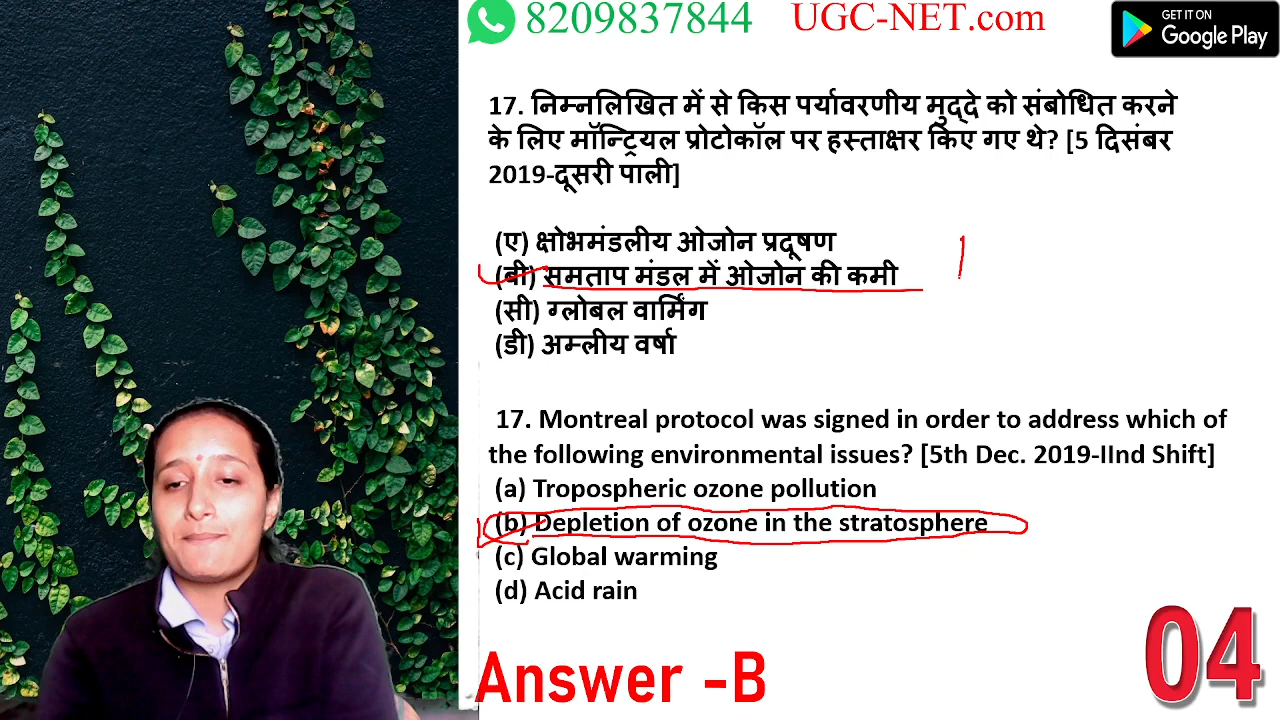 8209837844 UGC-NET.com
GET IT ON
Google Play
17. निम्नलिखित में से किस पर्यावरणीय मुद्दे को संबोधित करने
के लिए मॉन्ट्रियल प्रोटोकॉल पर हस्ताक्षर किए गए थे? [5 दिसंबर
2019-दूसरी पाली]
(ए) क्षोभमंडलीय ओजोन प्रदूषण
(बी) समताप मंडल में ओजोन की कमी
(सी) ग्लोबल वार्मिंग
(डी) अम्लीय वर्षा
17. Montreal protocol was signed in order to address which of
the following environmental issues? [5th Dec. 2019-IInd Shift]
(a) Tropospheric ozone pollution
(b) Depletion of ozone in the stratosphere
(c) Global warming
(d) Acid rain
Answer -B
04